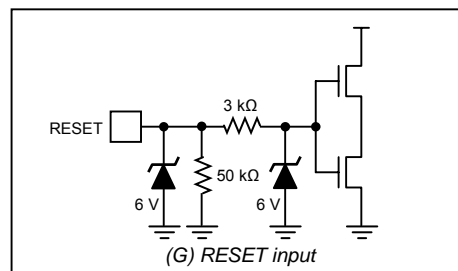 3 kΩ
RESET
50 kΩ
6 V
6 V
(G) RESET input